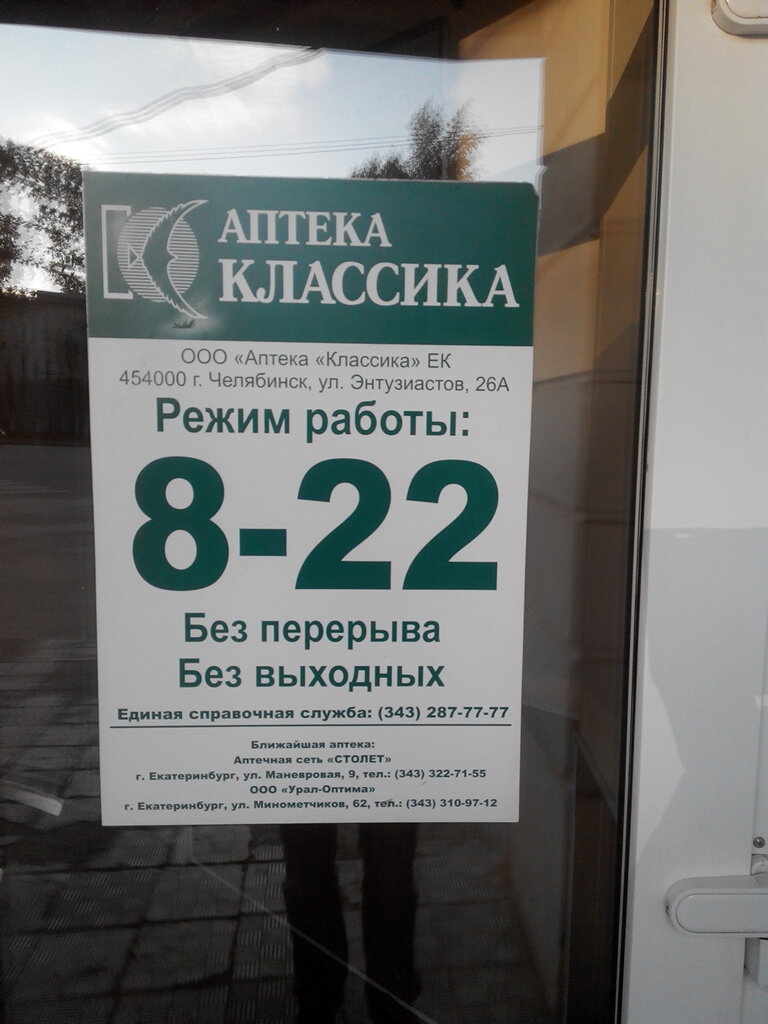 АПТЕКА
КЛАССИКА
ООО «Аптека «Классика» ЕК
454000 г. Челябинск, ул. Энтузиастов, 26А
Режим работы:
8-22
Без перерыва
Без выходных
Единая справочная служба: (343) 287-77-77
Ближайшая аптека:
Аптечная сеть «СТОЛЕТ»
г. Екатеринбург, ул. Маневровая, 9, тел.: (343) 322-71-55
ООО «Урал-Оптима»
г. Екатеринбург, ул. Минометчиков, 62, тел.: (343) 310-97-12